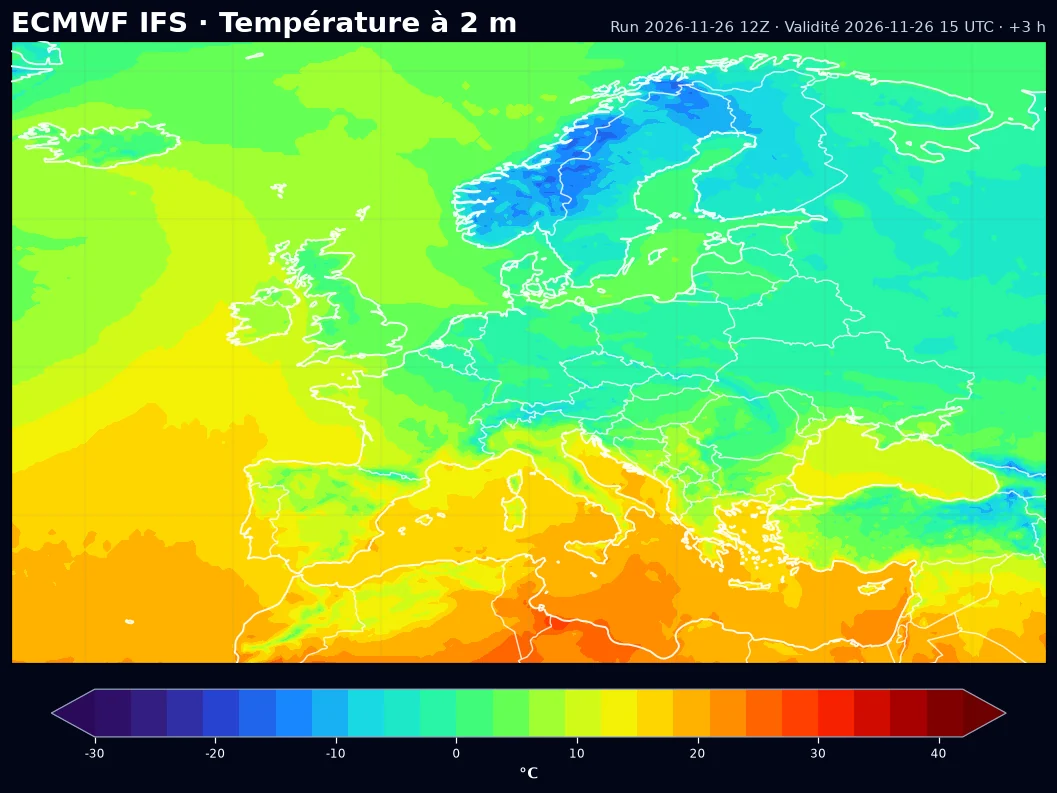 ECMWF IFS · Température à 2 m
Run 2026-11-26 12Z · Validité 2026-11-26 15 UTC · +3 h
-30 -20 -10 0 10 20 30 40
°C